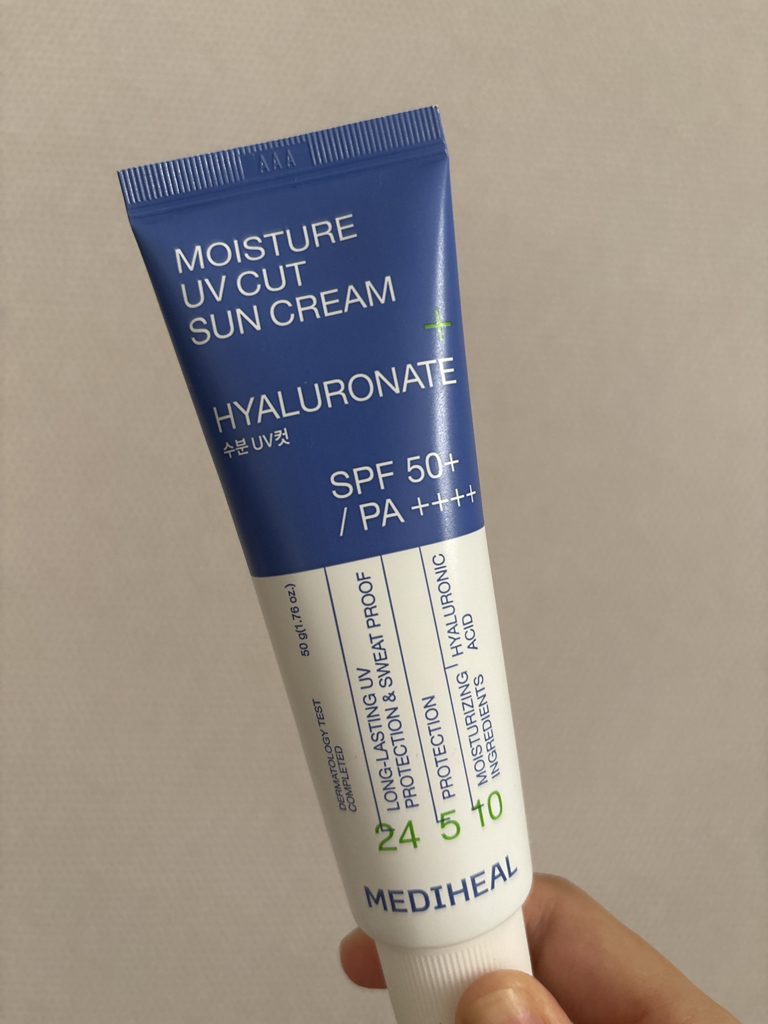 AAA
MOISTURE
UV CUT
SUN CREAM
+
HYALURONATE
수분 UV컷
SPF 50+
/ PA ++++
50 g(1.76 oz.)
DERMATOLOGY TEST
COMPLETED
LONG-LASTING UV
PROTECTION & SWEAT PROOF
24
PROTECTION
5
HYALURONIC
ACID
MOISTURIZING
INGREDIENTS
10
MEDIHEAL